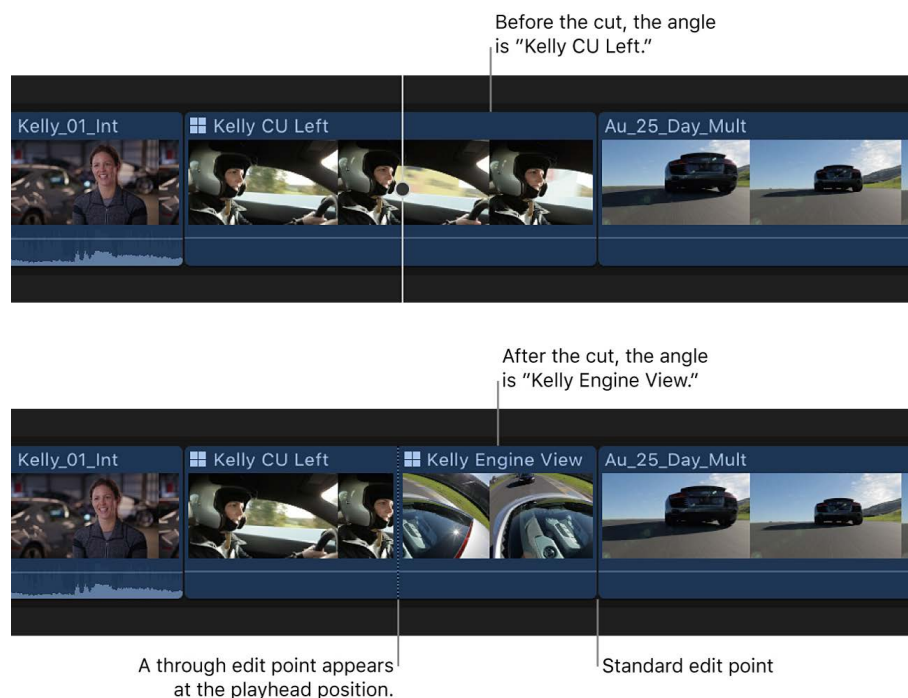 Before the cut, the angle
is “Kelly CU Left.”
Kelly_01_Int
Kelly CU Left
Au_25_Day_Mult
After the cut, the angle
is “Kelly Engine View.”
Kelly_01_Int
Kelly CU Left
Kelly Engine View
Au_25_Day_Mult
A through edit point appears
at the playhead position.
Standard edit point